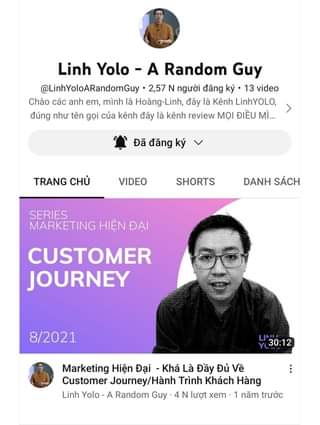 Linh Yolo - A Random Guy
@LinhYoloARandomGuy • 2,57 N người đăng ký • 13 video
Chào các anh em, mình là Hoàng-Linh, đây là Kênh LinhYOLO,
đúng như tên gọi của kênh đây là kênh review MỌI ĐIỀU MÌ...
Đã đăng ký
TRANG CHỦ VIDEO SHORTS DANH SÁCH
SERIES
MARKETING HIỆN ĐẠI
CUSTOMER
JOURNEY
8/2021
LINH
30:12
Marketing Hiện Đại - Khá Là Đầy Đủ Về
Customer Journey/Hành Trình Khách Hàng
Linh Yolo - A Random Guy · 4 N lượt xem · 1 năm trước